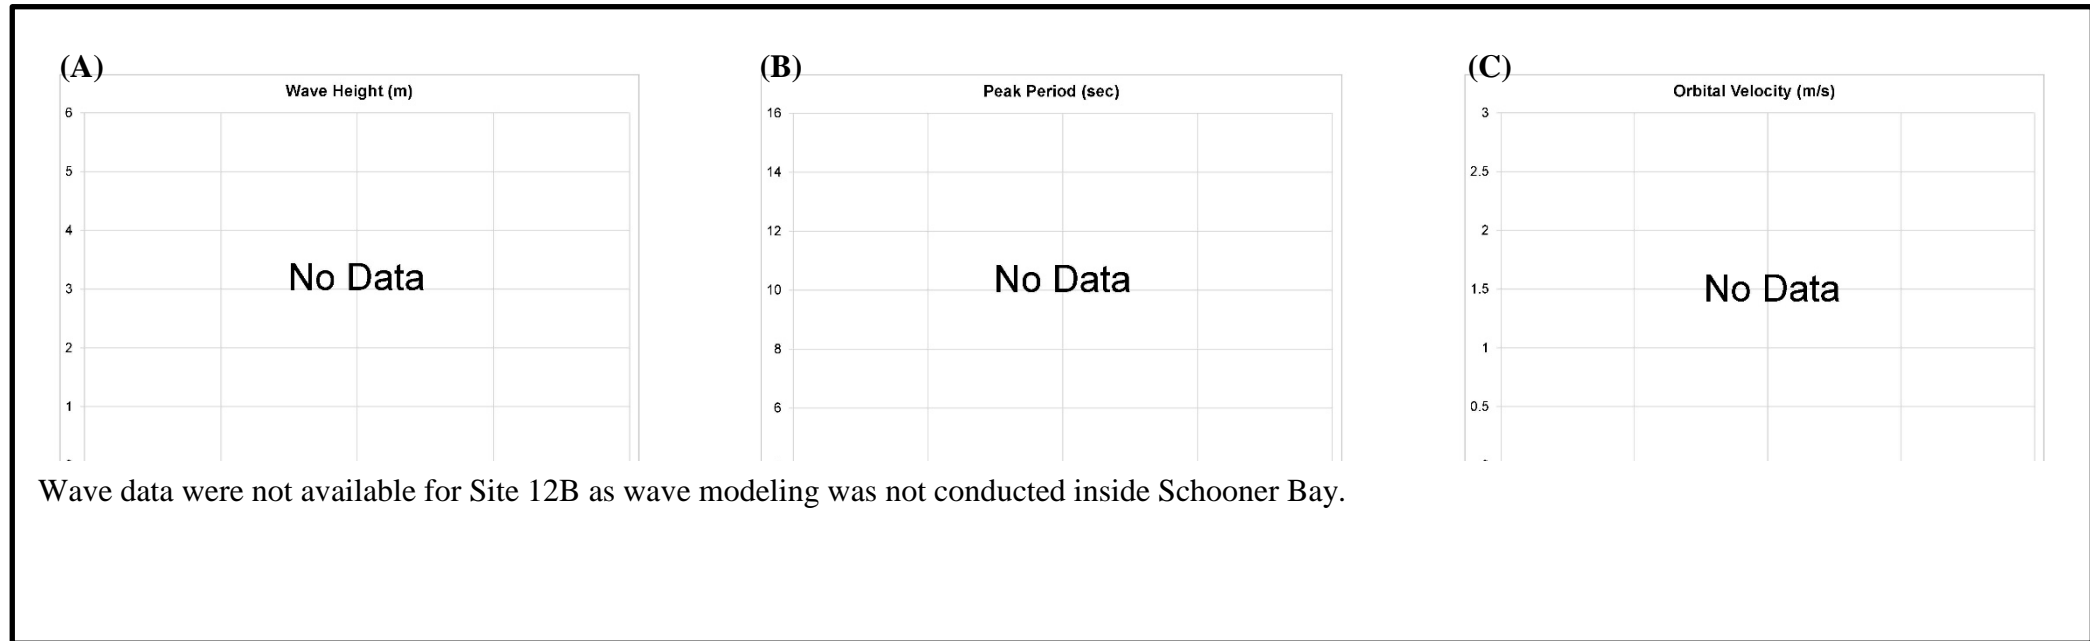 (A)
Wave Height (m)
6
5
4
3
2
1
No Data
(B)
Peak Period (sec)
16
14
12
10
8
6
No Data
(C)
Orbital Velocity (m/s)
3
2.5
2
1.5
1
0.5
No Data
Wave data were not available for Site 12B as wave modeling was not conducted inside Schooner Bay.